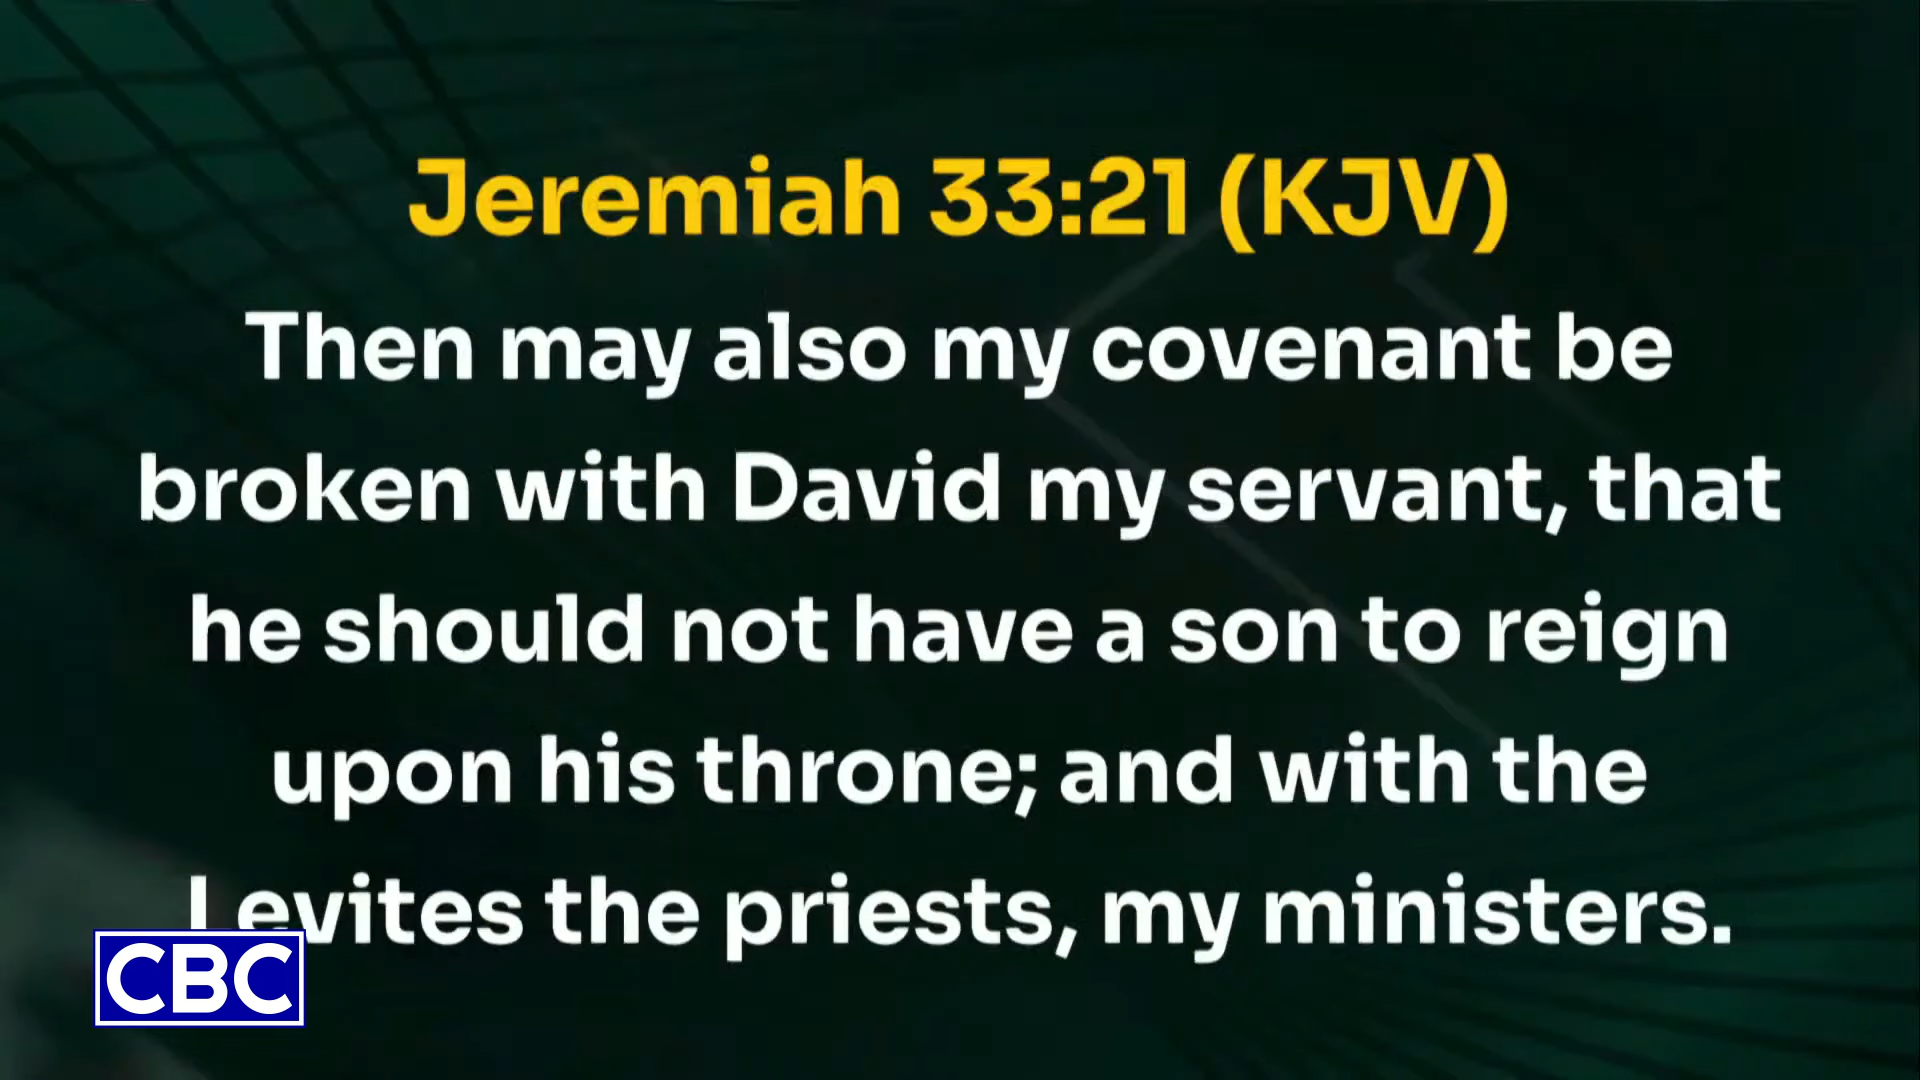 Jeremiah 33:21 (KJV)
Then may also my covenant be
broken with David my servant, that
he should not have a son to reign
upon his throne; and with the
Levites the priests, my ministers.
CBC